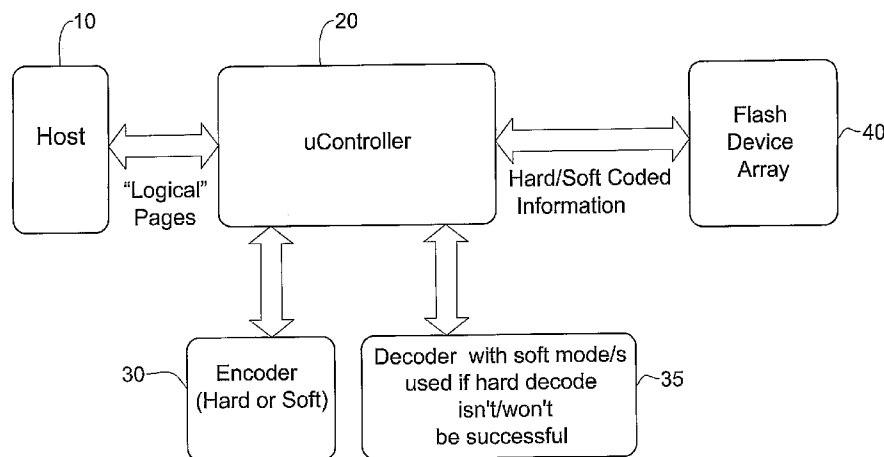 10
20
Host
uController
Flash
Device
Array
40
"Logical"
Pages
Hard/Soft Coded
Information
30
Encoder
(Hard or Soft)
Decoder with soft mode/s
used if hard decode
isn't/won't
be successful
35